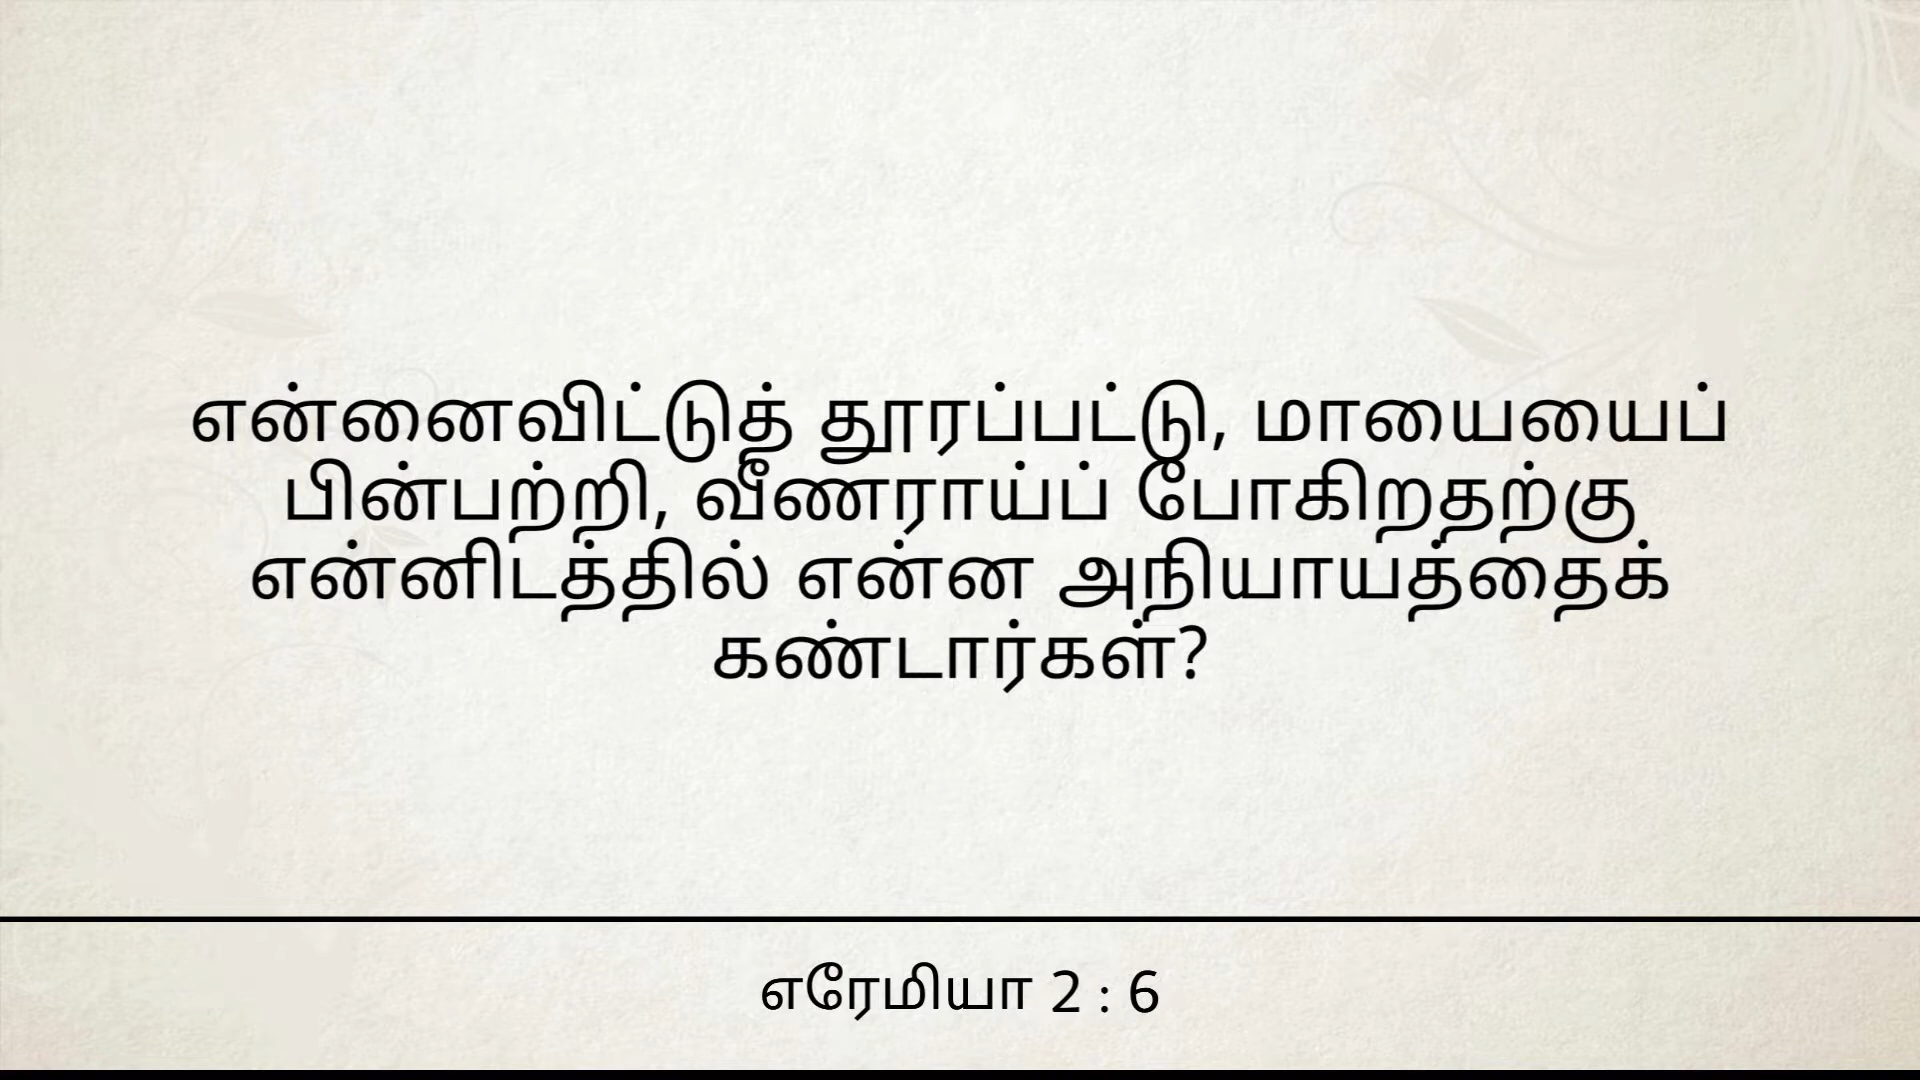 என்னைவிட்டுத் தூரப்பட்டு, மாயையைப்
பின்பற்றி, வீணராய்ப் போகிறதற்கு
என்னிடத்தில் என்ன அநியாயத்தைக்
கண்டார்கள்?
எரேமியா 2 : 6